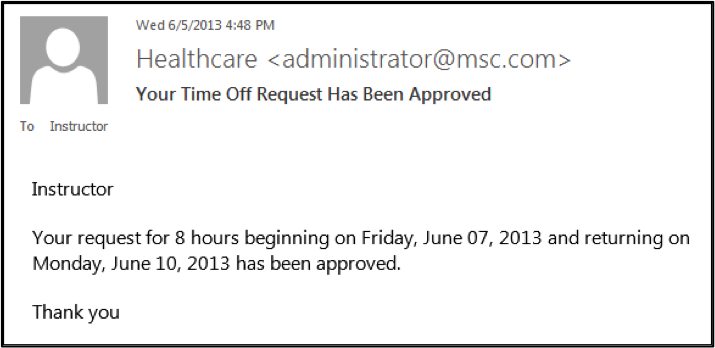 Wed 6/5/2013 4:48 PM
Healthcare <administrator@msc.com>
Your Time Off Request Has Been Approved
To Instructor
Instructor
Your request for 8 hours beginning on Friday, June 07, 2013 and returning on
Monday, June 10, 2013 has been approved.
Thank you